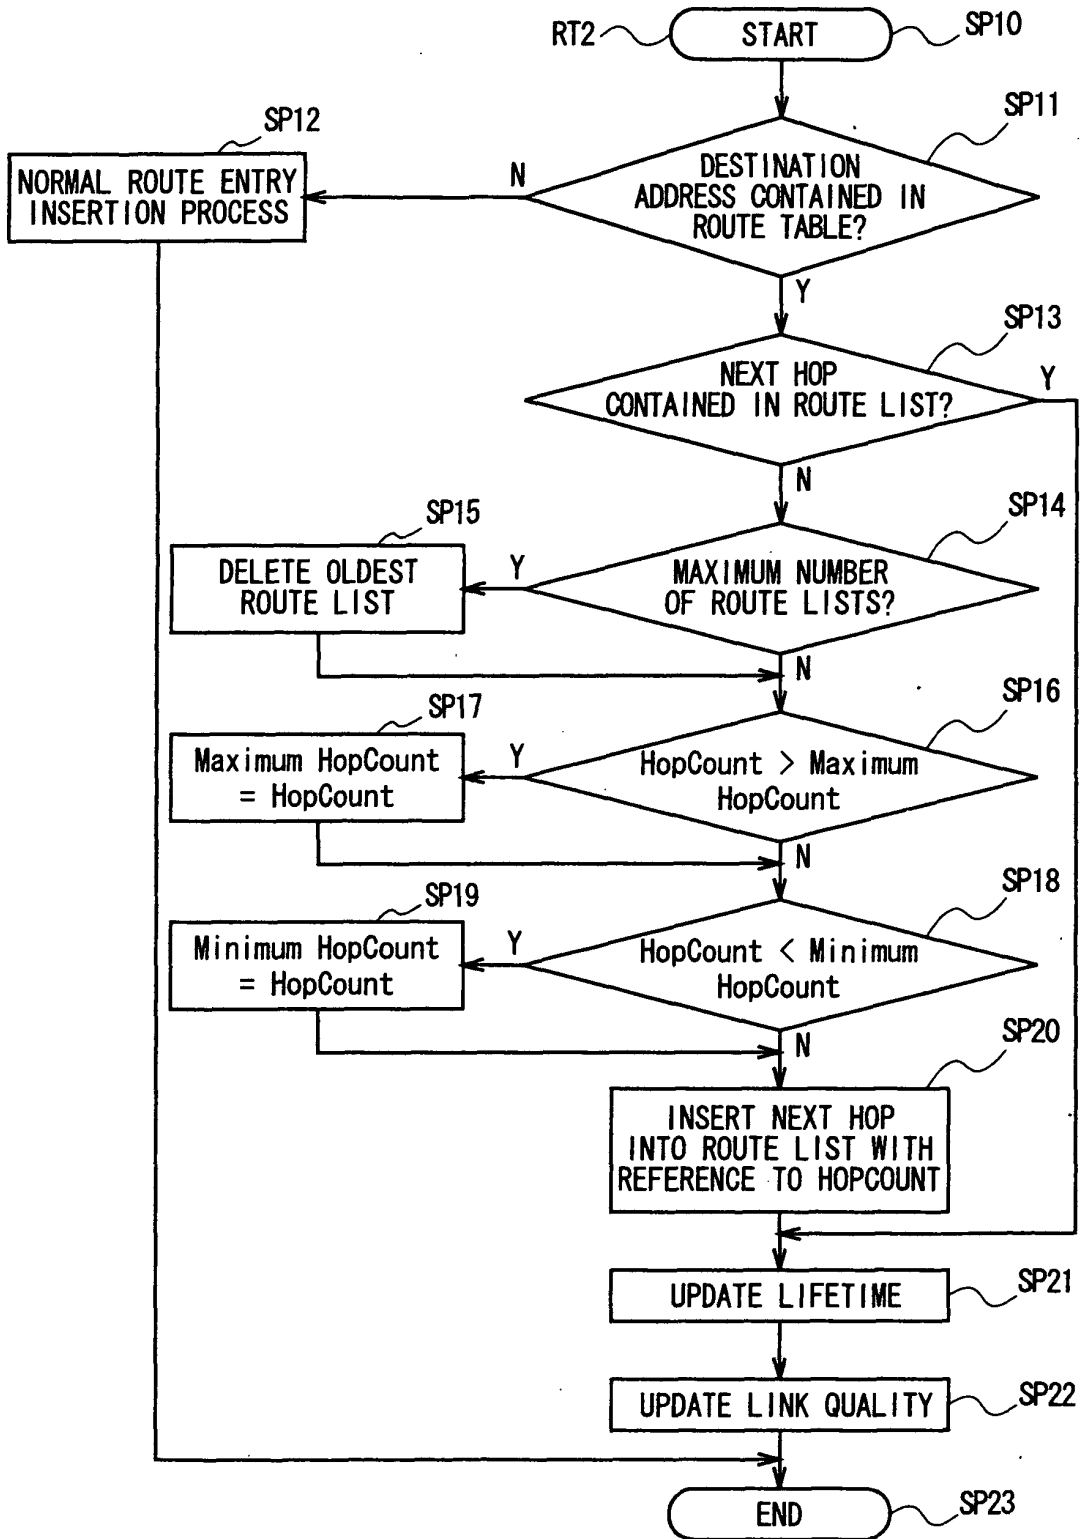 RT2
START
SP10
SP11
SP12
DESTINATION
ADDRESS CONTAINED IN
ROUTE TABLE?
N
NORMAL ROUTE ENTRY
INSERTION PROCESS
Y
SP13
NEXT HOP
CONTAINED IN ROUTE LIST?
Y
N
SP14
SP15
MAXIMUM NUMBER
OF ROUTE LISTS?
Y
DELETE OLDEST
ROUTE LIST
N
SP16
SP17
HopCount > Maximum
HopCount
Y
Maximum HopCount
= HopCount
N
SP18
SP19
HopCount < Minimum
HopCount
Y
Minimum HopCount
= HopCount
N
SP20
INSERT NEXT HOP
INTO ROUTE LIST WITH
REFERENCE TO HOPCOUNT
UPDATE LIFETIME
SP21
UPDATE LINK QUALITY
SP22
END
SP23